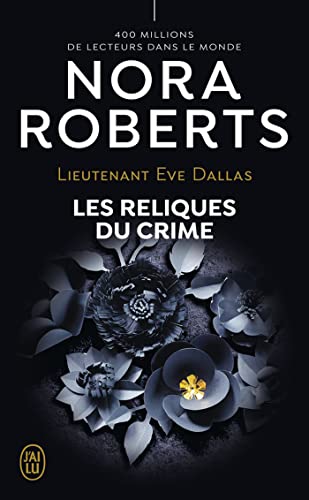 400 MILLIONS
DE LECTEURS DANS LE MONDE
NORA
ROBERTS
LIEUTENANT EVE DALLAS
LES RELIQUES
DU CRIME
J'AI
LU